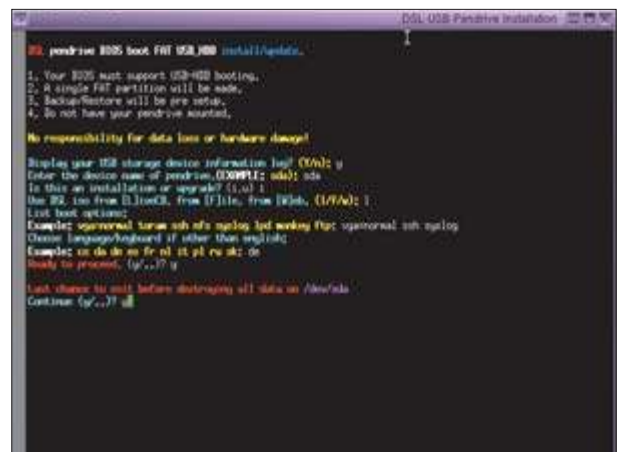 DSL USB Pendrive Installation
DSL pendrive BIOS boot FAT USB_HDD install/update.
1. Your BIOS must support USB-HDD booting.
2. A single FAT partition will be made.
3. Backup/Restore will be pre setup.
4. Do not have your pendrive mounted.
No responsibility for data loss or hardware damage!
Display your USB storage device information log? (Y/n): y
Enter the device name of pendrive,(EXAMPLE: sda): sda
Is this an installation or upgrade? (i,u) i
Use DSL iso from [L]iveCD, from [F]ile, from [W]eb. (l/f/w): l
List boot options:
Example: vga=normal toram ssh nfs syslog lpd monkey ftp: vga=normal ssh syslog
Choose language/keyboard if other than english:
Example: cs da de es fr nl it pl ru sk: de
Ready to proceed. (y/..)? y
Last chance to exit before destroying all data on /dev/sda
Continue (y/..)? y